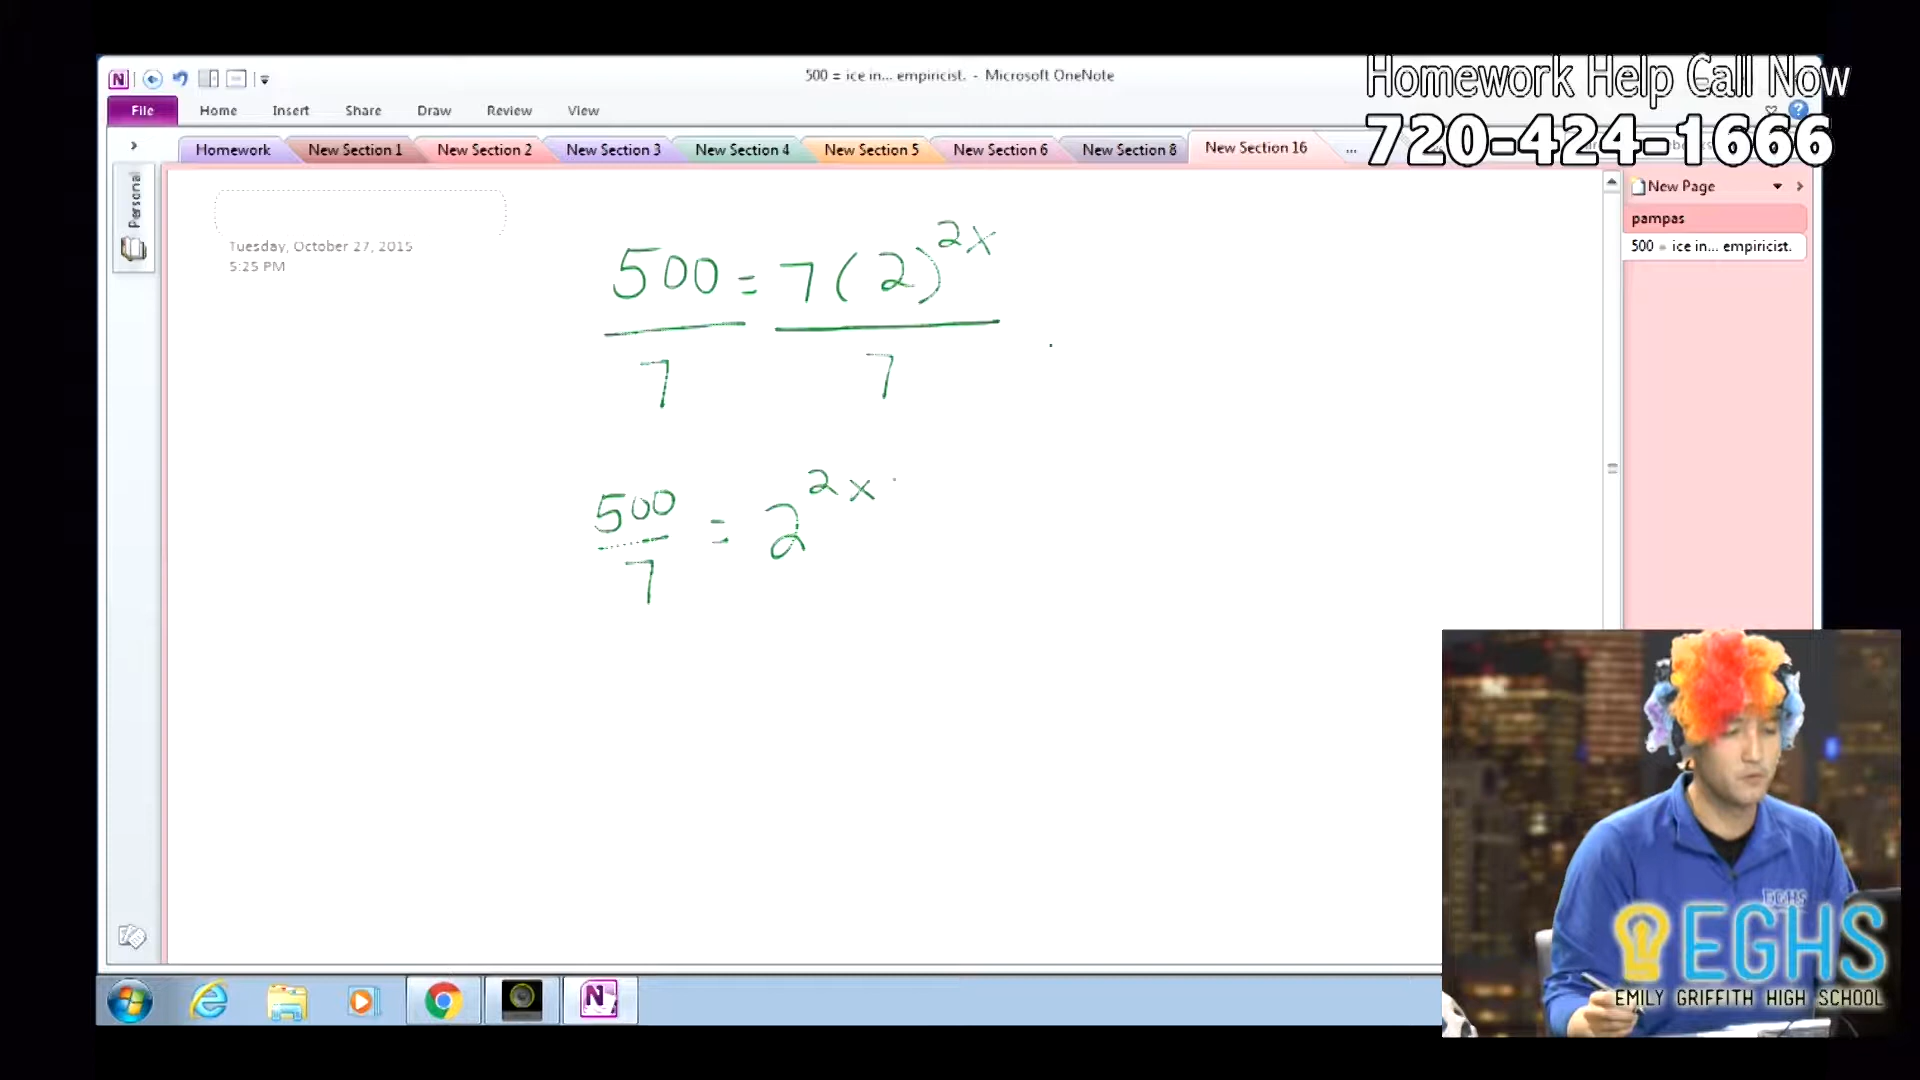 500 = ice in... empiricist. - Microsoft OneNote
Homework Help Call Now
720-424-1666
File Home Insert Share Draw Review View
Homework New Section 1 New Section 2 New Section 3 New Section 4 New Section 5 New Section 6 New Section 8 New Section 16 ...
Personal
New Page
pampas
500 = ice in... empiricist.
Tuesday, October 27, 2015
5:25 PM
500 = 7(2)^2x
7 7
500/7 = 2^2x
EGHS
EGHS
EMILY GRIFFITH HIGH SCHOOL